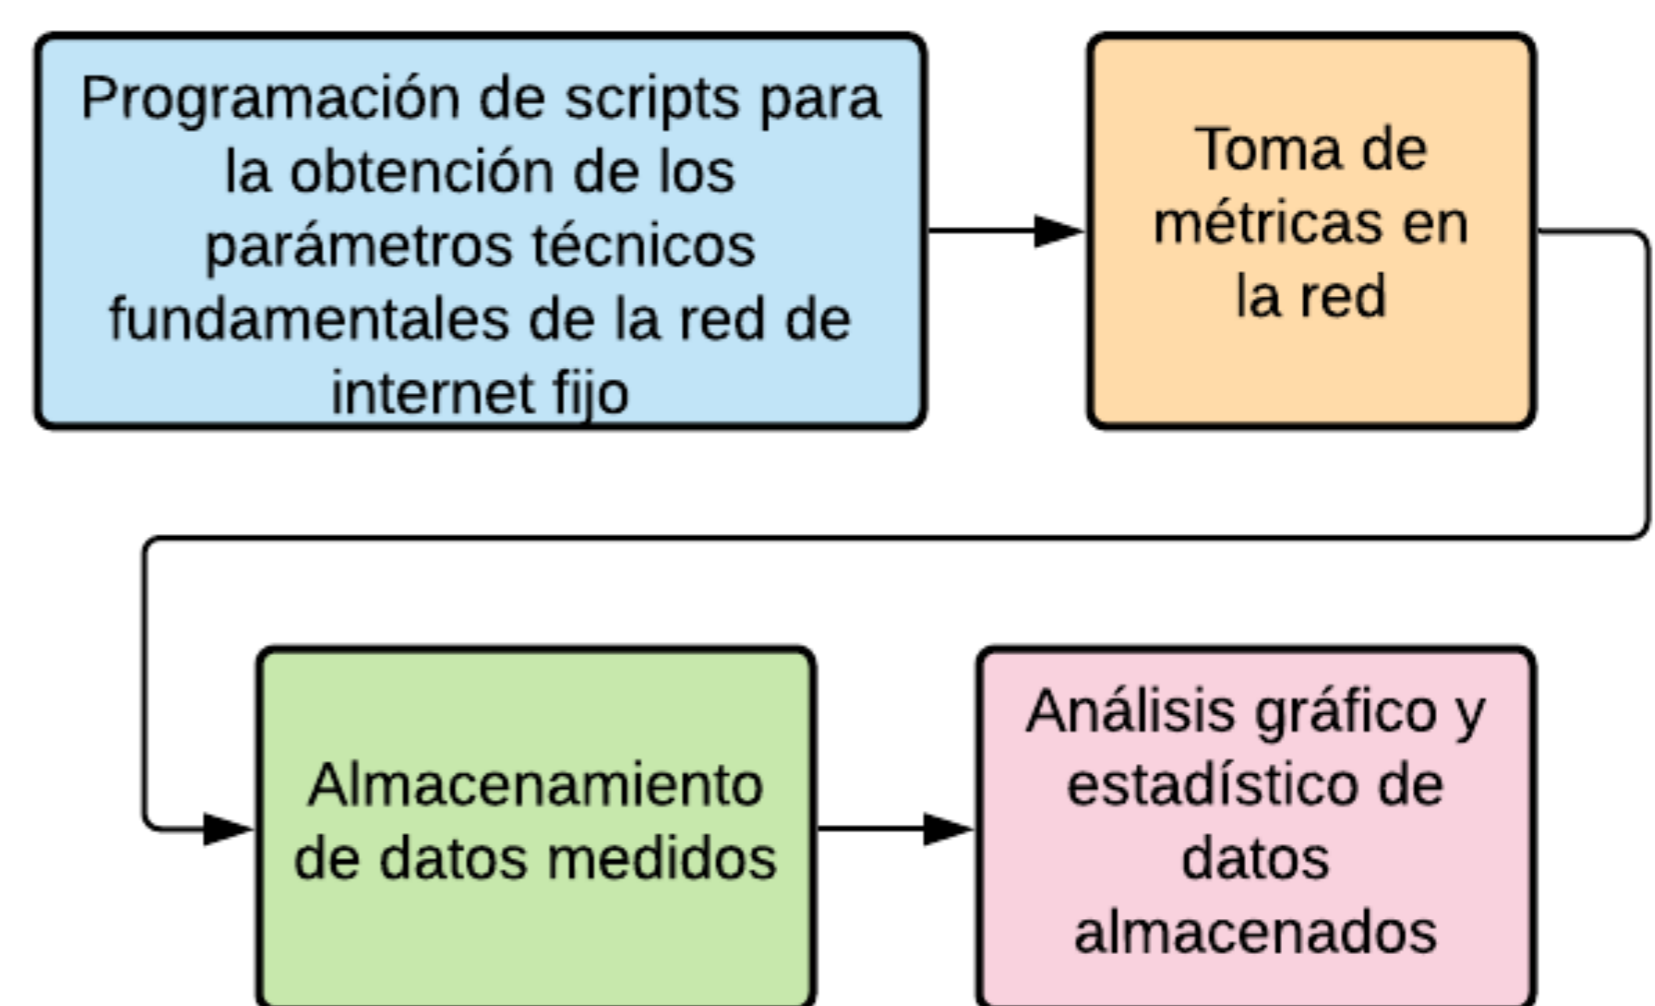 Programación de scripts para
la obtención de los
parámetros técnicos
fundamentales de la red de
internet fijo
Toma de
métricas en
la red
Almacenamiento
de datos medidos
Análisis gráfico y
estadístico de
datos
almacenados